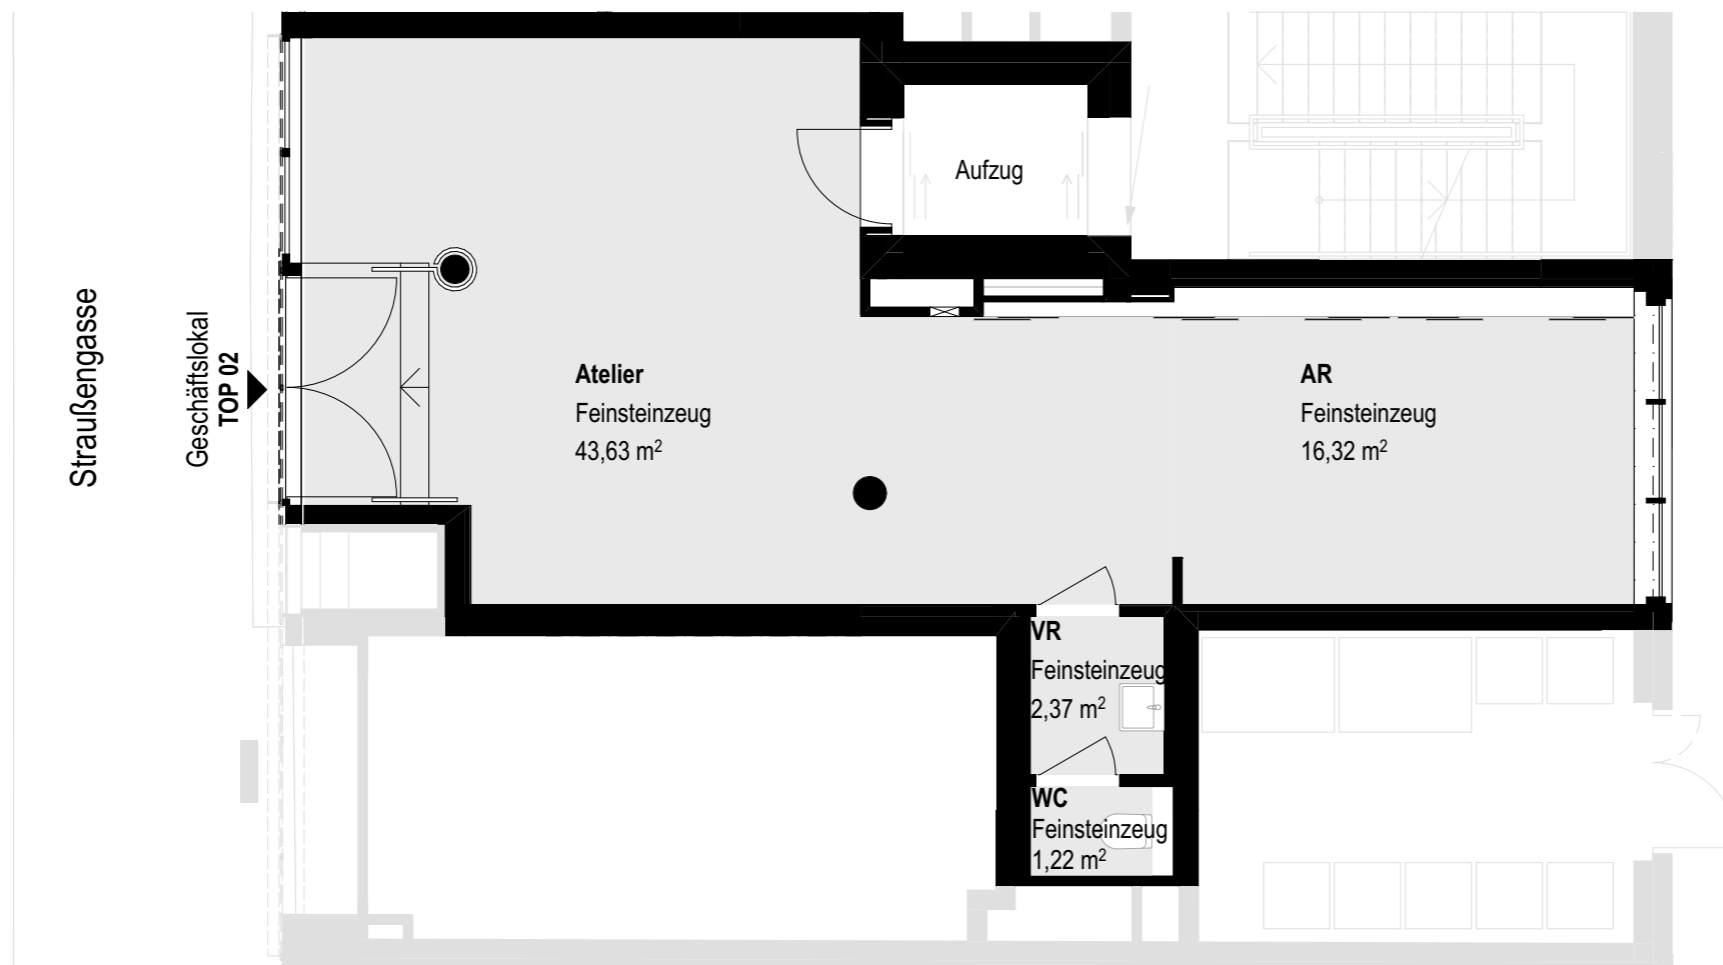 Straußengasse
Geschäftslokal
TOP 02
Aufzug
Atelier
Feinsteinzeug
43,63 m²
AR
Feinsteinzeug
16,32 m²
VR
Feinsteinzeug
2,37 m²
WC
Feinsteinzeug
1,22 m²